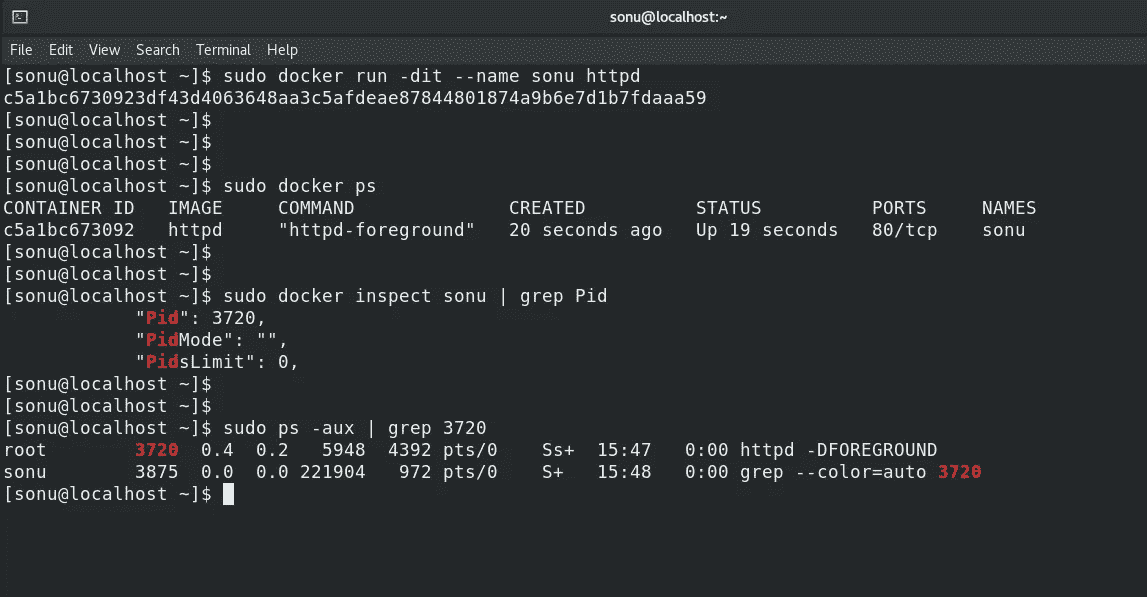 sonu@localhost:~
File Edit View Search Terminal Help
[sonu@localhost ~]$ sudo docker run -dit --name sonu httpd
c5a1bc6730923df43d4063648aa3c5afdeae87844801874a9b6e7d1b7fdaaa59
[sonu@localhost ~]$
[sonu@localhost ~]$
[sonu@localhost ~]$
[sonu@localhost ~]$ sudo docker ps
CONTAINER ID   IMAGE     COMMAND              CREATED          STATUS          PORTS     NAMES
c5a1bc673092   httpd     "httpd-foreground"   20 seconds ago   Up 19 seconds   80/tcp    sonu
[sonu@localhost ~]$
[sonu@localhost ~]$
[sonu@localhost ~]$ sudo docker inspect sonu | grep Pid
            "Pid": 3720,
            "PidMode": "",
            "PidsLimit": 0,
[sonu@localhost ~]$
[sonu@localhost ~]$
[sonu@localhost ~]$ sudo ps -aux | grep 3720
root        3720  0.4  0.2   5948  4392 pts/0    Ss+  15:47   0:00 httpd -DFOREGROUND
sonu        3875  0.0  0.0 221904   972 pts/0    S+   15:48   0:00 grep --color=auto 3720
[sonu@localhost ~]$